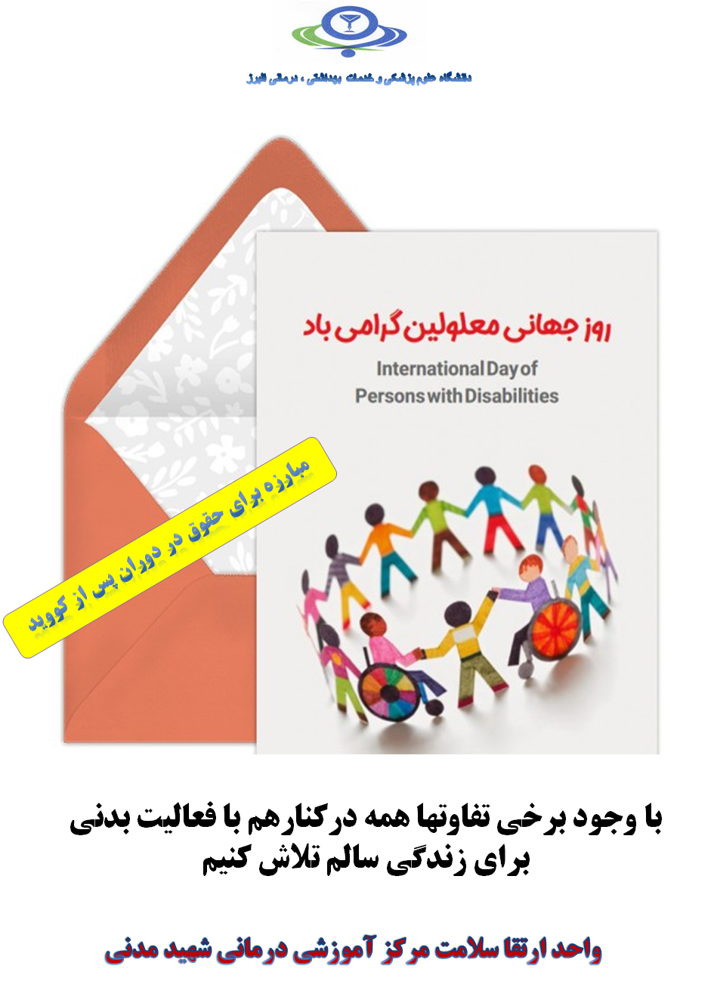 دانشگاه علوم پزشکی و خدمات بهداشتی ، درمانی البرز
روز جهانی معلولین گرامی باد
International Day of
Persons with Disabilities
مبارزه برای حقوق در دوران پس از کووید
با وجود برخی تفاوتها همه درکنارهم با فعالیت بدنی
برای زندگی سالم تلاش کنیم
واحد ارتقا سلامت مرکز آموزشی درمانی شهید مدنی